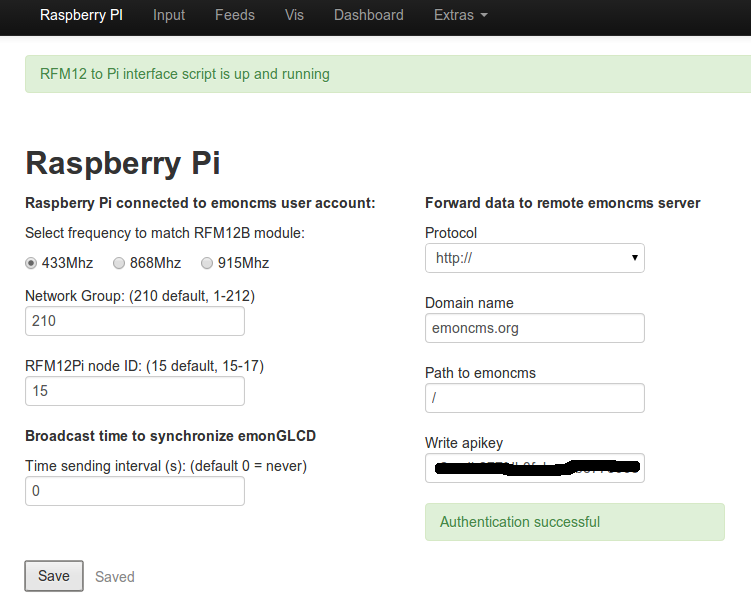 Raspberry PI Input Feeds Vis Dashboard Extras
RFM12 to Pi interface script is up and running
Raspberry Pi
Raspberry Pi connected to emoncms user account:
Select frequency to match RFM12B module:
433Mhz 868Mhz 915Mhz
Network Group: (210 default, 1-212)
210
RFM12Pi node ID: (15 default, 15-17)
15
Broadcast time to synchronize emonGLCD
Time sending interval (s): (default 0 = never)
0
Save Saved
Forward data to remote emoncms server
Protocol
http://
Domain name
emoncms.org
Path to emoncms
/
Write apikey
Authentication successful